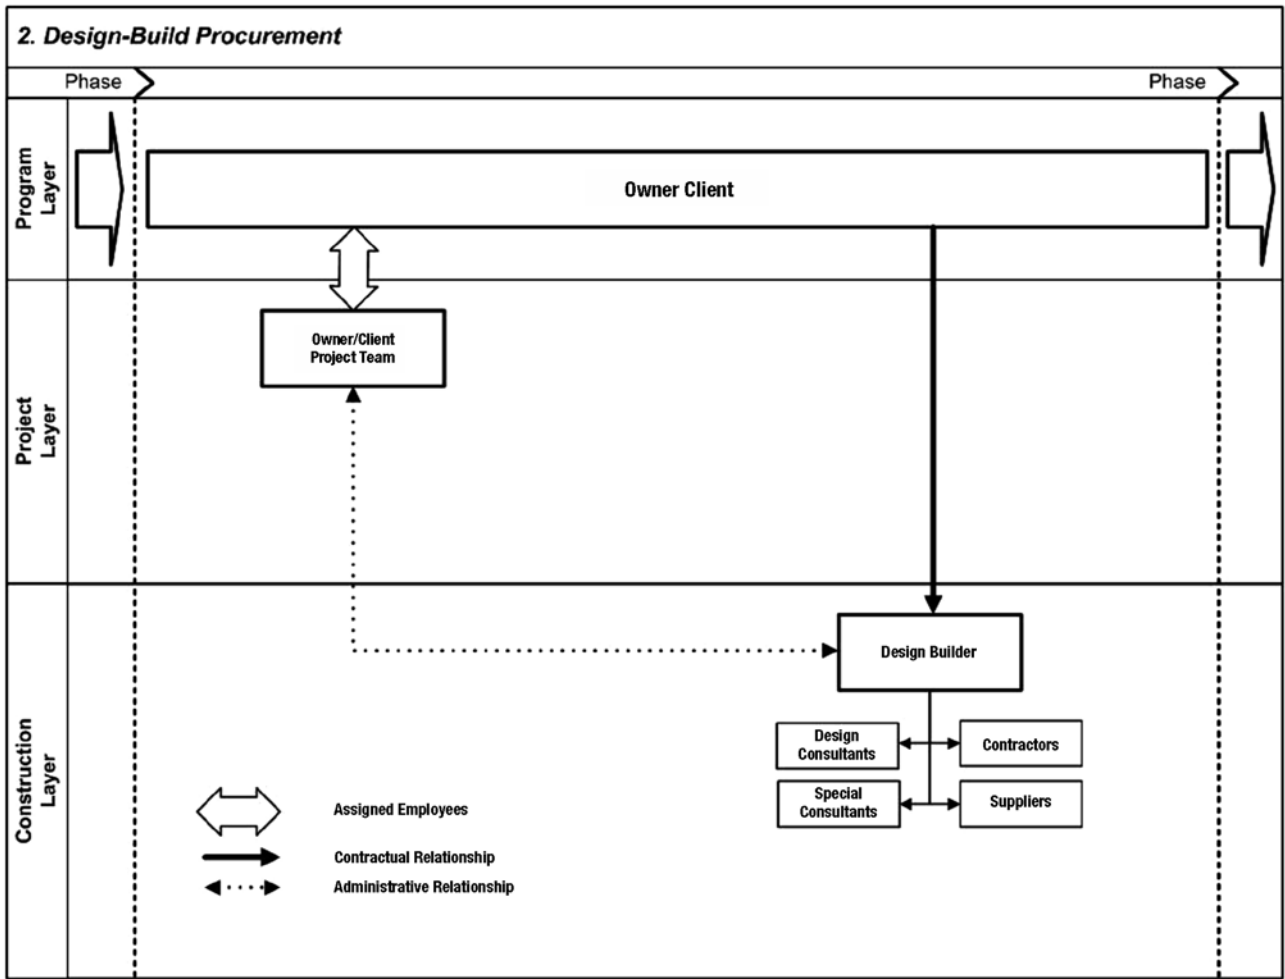 2. Design-Build Procurement
Phase
Phase
Program
Layer
Owner Client
Project
Layer
Owner/Client
Project Team
Construction
Layer
Design Builder
Design
Consultants
Contractors
Special
Consultants
Suppliers
Assigned Employees
Contractual Relationship
Administrative Relationship